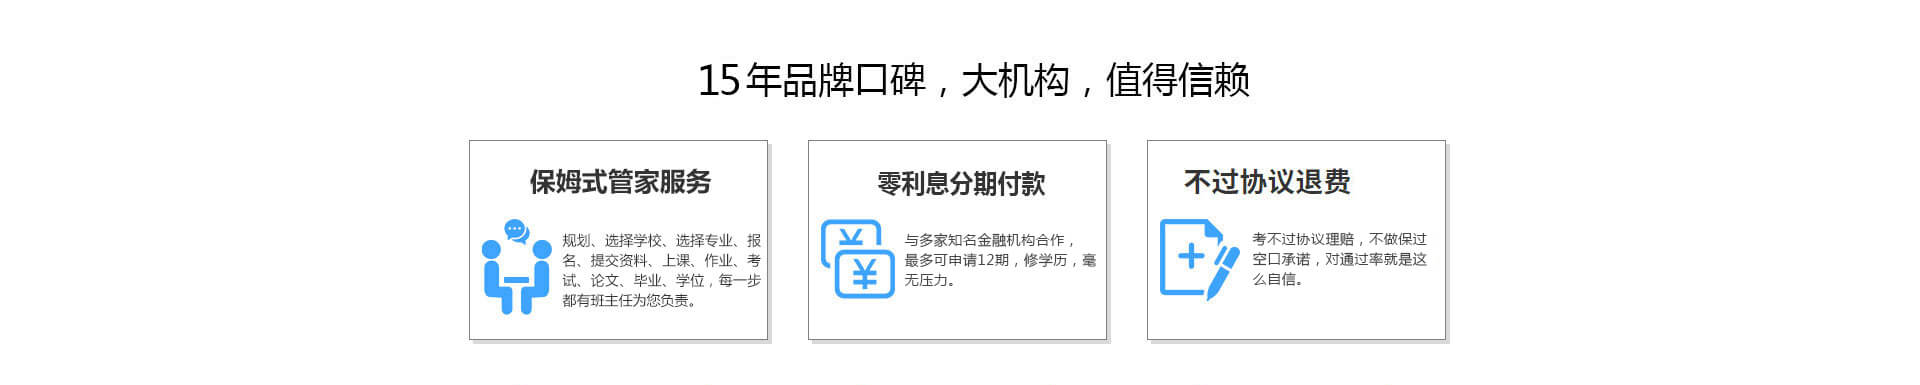 15年品牌口碑，大机构，值得信赖
保姆式管家服务
规划、选择学校、选择专业、报
名、提交资料、上课、作业、考
试、论文、毕业、学位，每一步
都有班主任为您负责。
零利息分期付款
与多家知名金融机构合作，
最多可申请12期，修学历，毫
无压力。
不过协议退费
考不过协议理赔，不做保过
空口承诺，对通过率就是这
么自信。